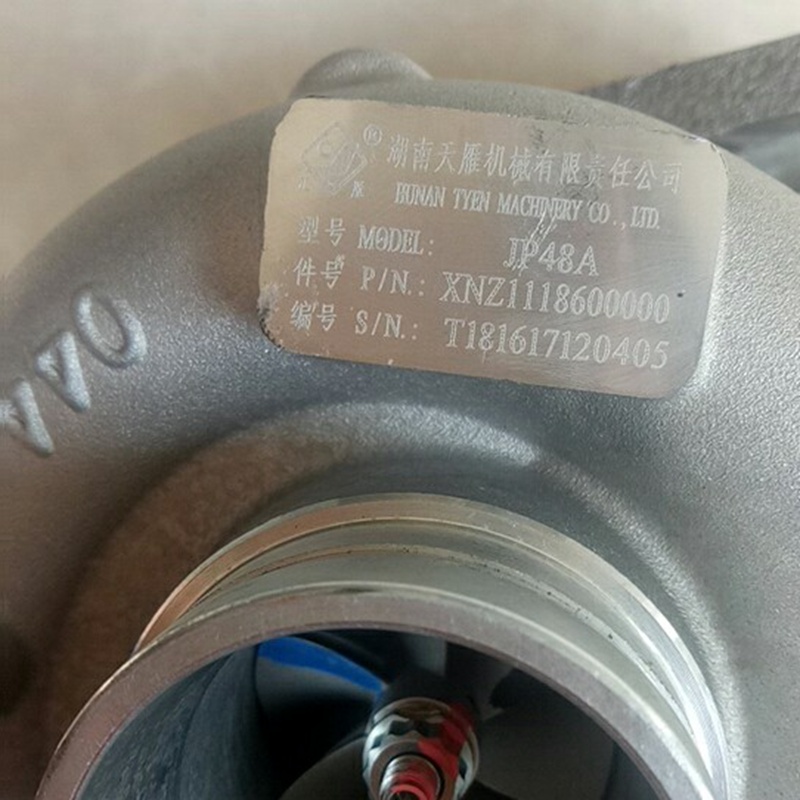 ® 湖南天雁机械有限责任公司
HUNAN TYEN MACHINERY CO., LTD.
型号 MODEL: JP48A
件号 P/N.: XNZ1118600000
编号 S/N.: T181617120405